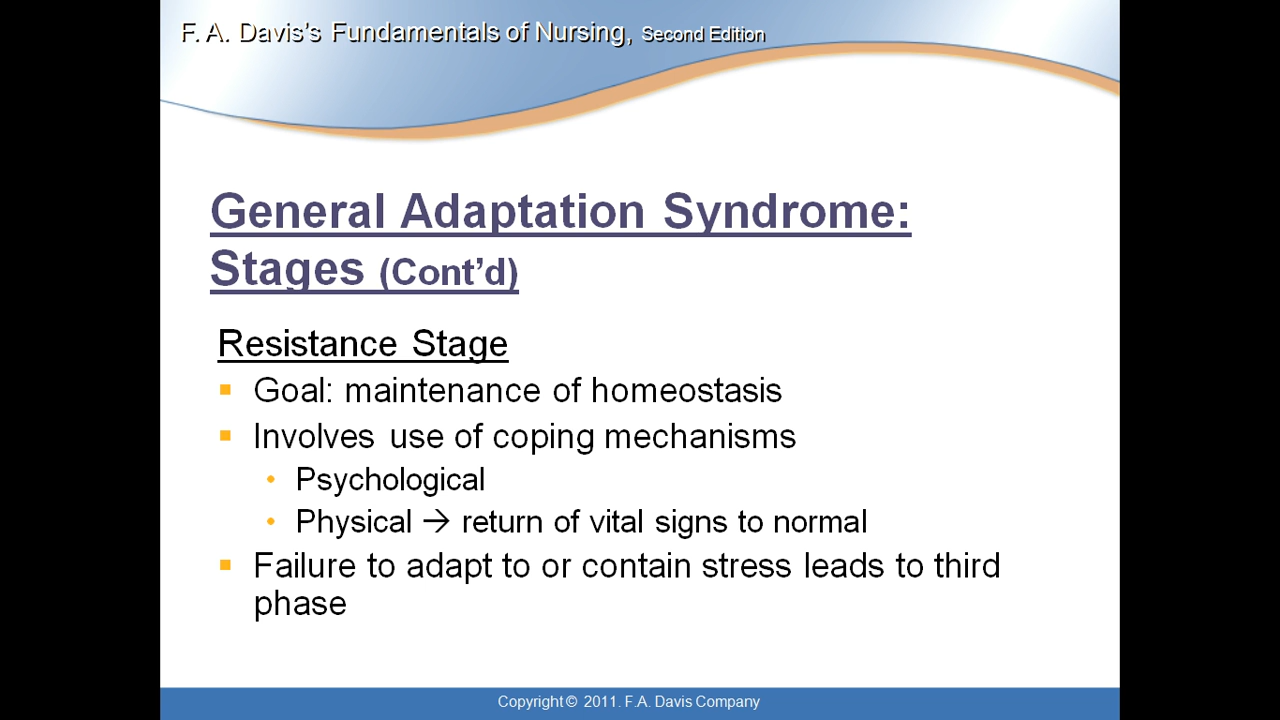 F. A. Davis's Fundamentals of Nursing, Second Edition
General Adaptation Syndrome:
Stages (Cont'd)
Resistance Stage
▪ Goal: maintenance of homeostasis
▪ Involves use of coping mechanisms
• Psychological
• Physical → return of vital signs to normal
▪ Failure to adapt to or contain stress leads to third
phase
Copyright © 2011. F.A. Davis Company